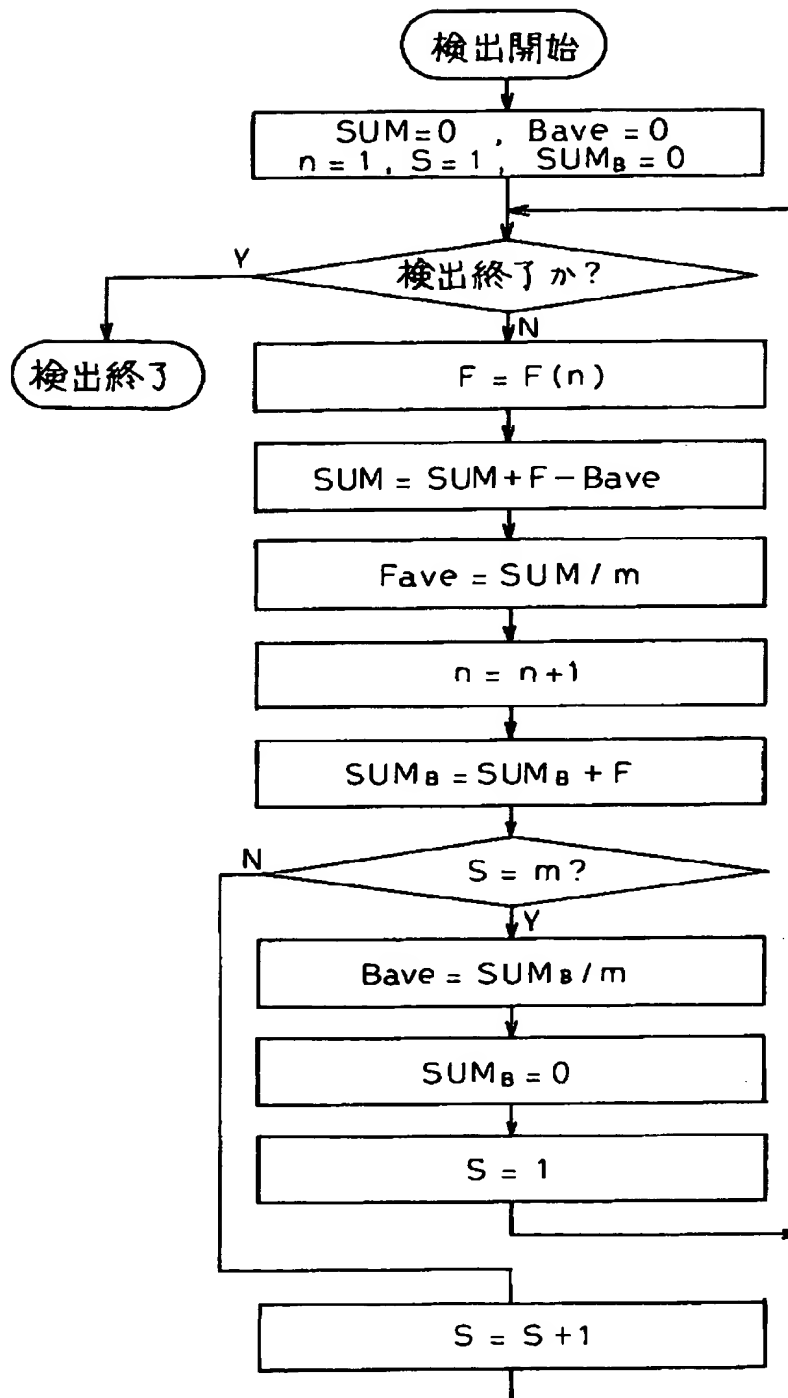 検出開始
SUM=0 , Bave=0
n=1, S=1, SUMB=0
Y
検出終了か?
N
検出終了
F = F(n)
SUM = SUM+F-Bave
Fave = SUM/m
n = n+1
SUMB = SUMB + F
N
S = m?
Y
Bave = SUMB/m
SUMB = 0
S = 1
S = S+1